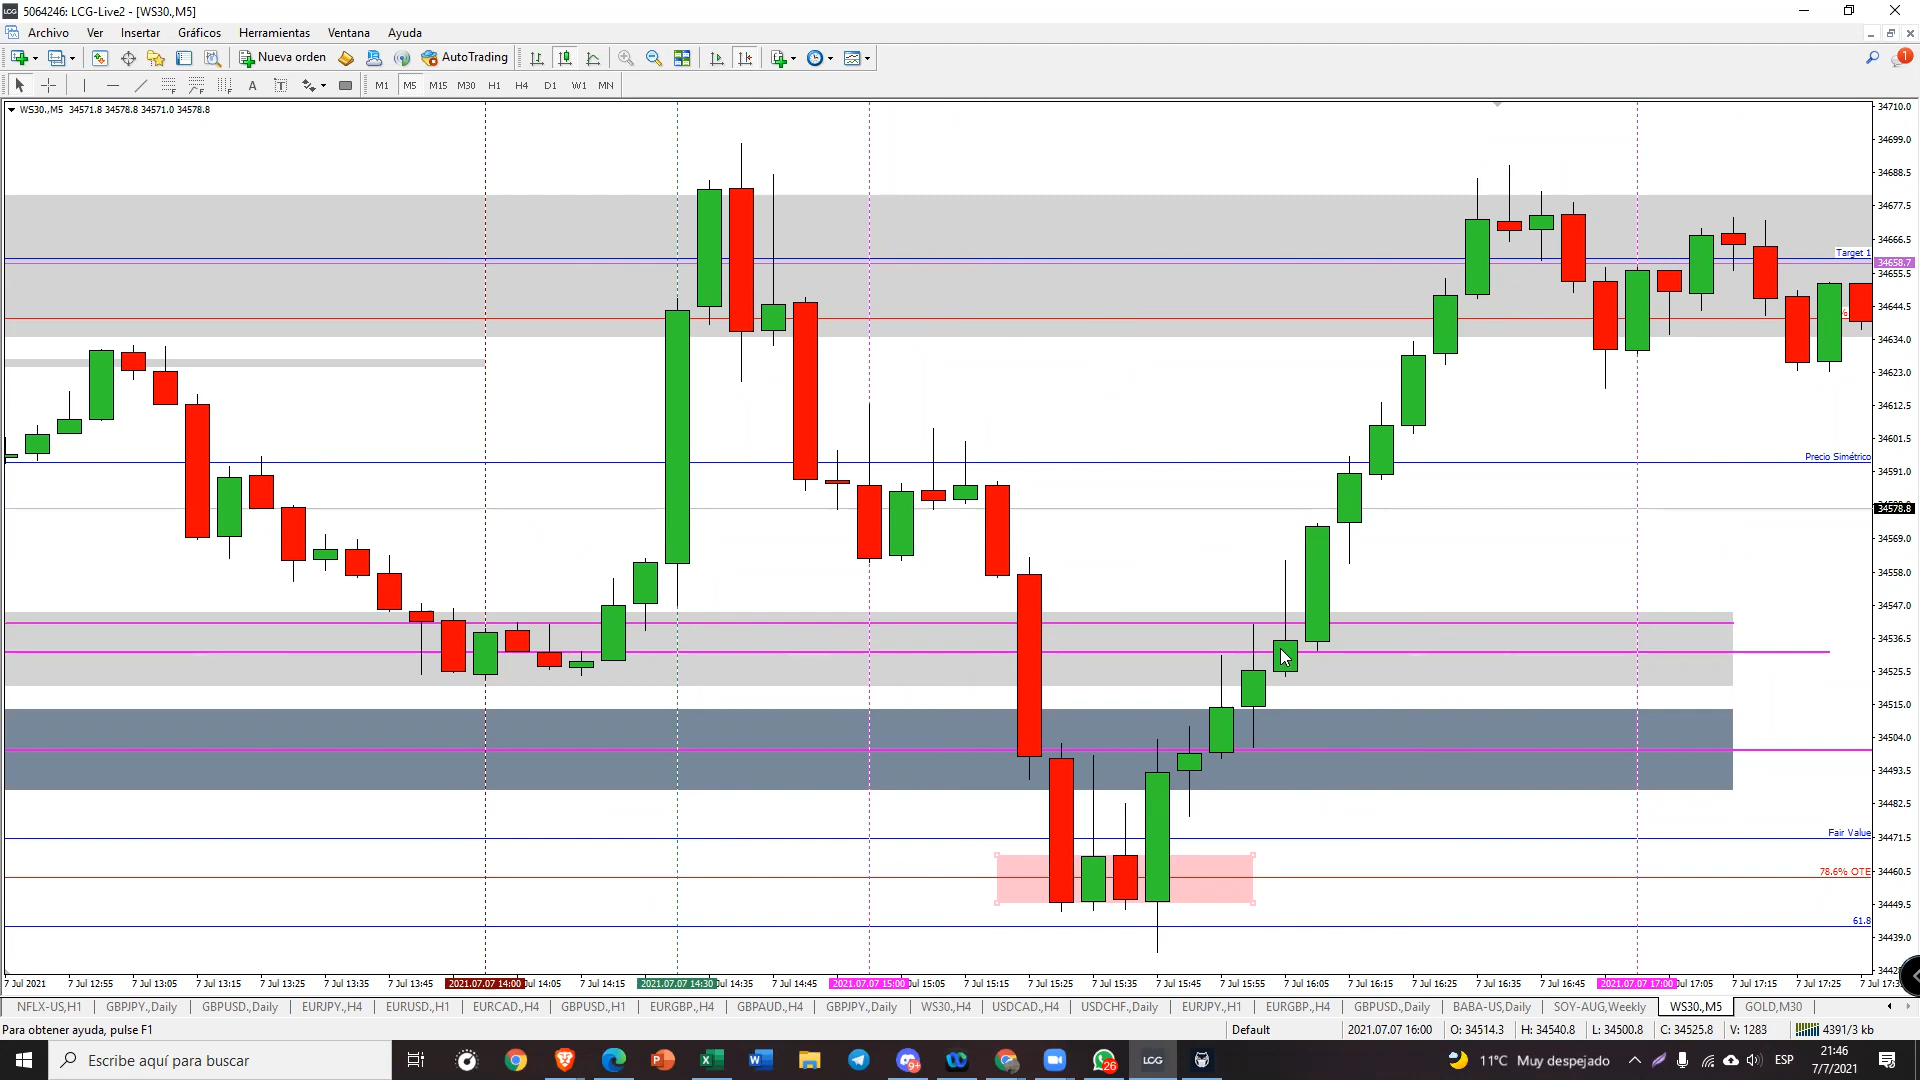 5064246: LCG-Live2 - [WS30.,M5]
Archivo Ver Insertar Gráficos Herramientas Ventana Ayuda
Nueva orden AutoTrading 1
A T M1 M5 M15 M30 H1 H4 D1 W1 MN
WS30.,M5 34571.8 34578.8 34571.0 34578.8
34710.0
34699.0
34688.5
34677.5
34666.5
Target 1
34658.7
34655.5
34644.5
34634.0
34623.0
34612.5
34601.5
Precio Simétrico
34591.0
34578.8
34569.0
34558.0
34547.0
34536.5
34525.5
34515.0
34504.0
34493.5
34482.5
Fair Value
34471.5
78.6% OTE
34460.5
34449.5
61.8
34439.0
7 Jul 2021 7 Jul 12:55 7 Jul 13:05 7 Jul 13:15 7 Jul 13:25 7 Jul 13:35 7 Jul 13:45 2021.07.07 14:00 7 Jul 14:15 2021.07.07 14:30 7 Jul 14:45 2021.07.07 15:00 7 Jul 15:15 7 Jul 15:25 7 Jul 15:35 7 Jul 15:45 7 Jul 15:55 7 Jul 16:05 7 Jul 16:15 7 Jul 16:25 7 Jul 16:35 7 Jul 16:45 2021.07.07 17:00 7 Jul 17:15 7 Jul 17:25
NFLX-US,H1 GBPJPY.,Daily GBPUSD.,Daily EURJPY.,H4 EURUSD.,H1 EURCAD.,H4 GBPUSD.,H1 EURGBP.,H4 GBPAUD.,H4 GBPJPY.,Daily WS30.,H4 USDCAD.,H4 USDCHF.,Daily EURJPY.,H1 EURGBP.,H4 GBPUSD.,Daily BABA-US,Daily SOY-AUG,Weekly WS30.,M5 GOLD,M30
Para obtener ayuda, pulse F1 Default 2021.07.07 16:00 O: 34514.3 H: 34540.8 L: 34500.8 C: 34525.8 V: 1283 4391/3 kb
Escribe aquí para buscar 9+ 26 LCG 11°C Muy despejado ESP 21:46
7/7/2021